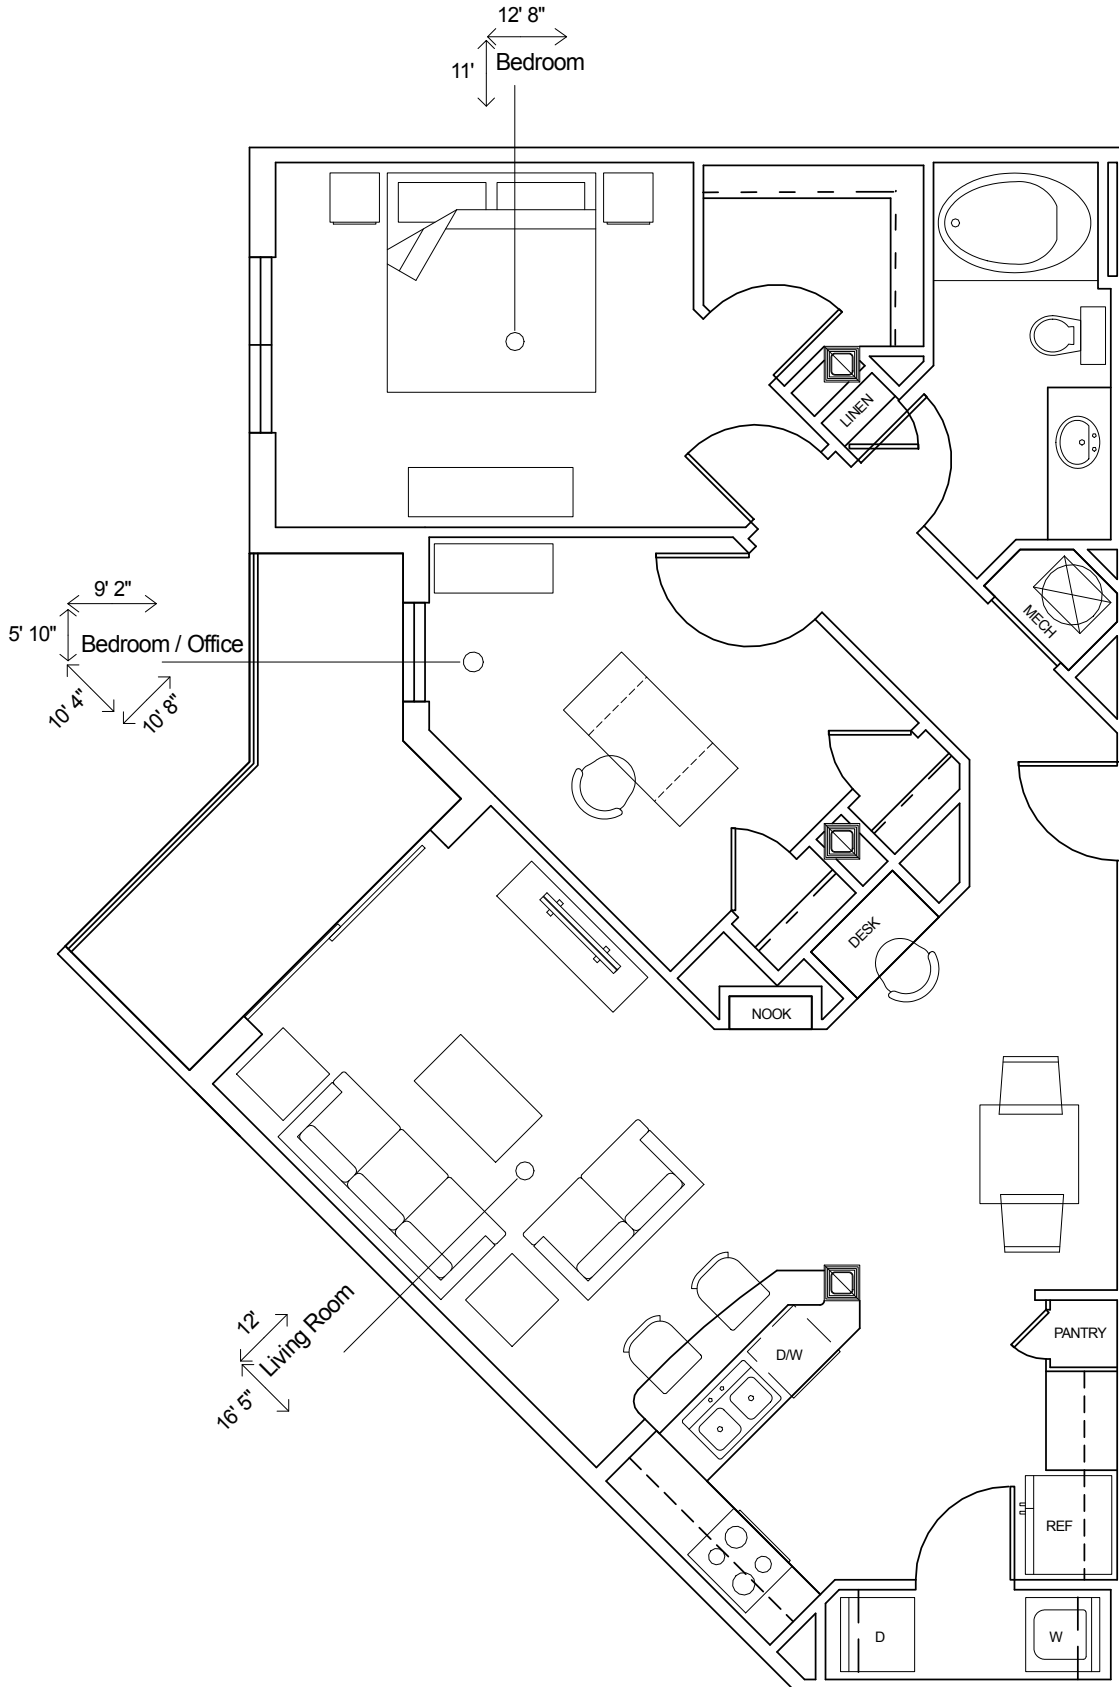 12' 8"
11'
Bedroom
LINEN
9' 2"
5' 10"
Bedroom / Office
10' 4"
10' 8"
MECH
DESK
NOOK
12'
Living Room
16' 5"
D/W
PANTRY
REF
D
W